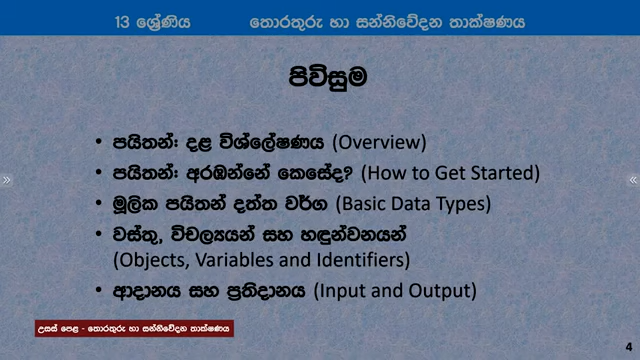 13 ශ්‍රේණිය තොරතුරු හා සන්නිවේදන තාක්ෂණය
පිවිසුම
• පයිතන්: දළ විශ්ලේෂණය (Overview)
• පයිතන්: අරඹන්නේ කෙසේද? (How to Get Started)
• මූලික පයිතන් දත්ත වර්ග (Basic Data Types)
• වස්තු, විචල්‍යයන් සහ හඳුන්වනයන්
(Objects, Variables and Identifiers)
• ආදානය සහ ප්‍රතිදානය (Input and Output)
උසස් පෙළ - තොරතුරු හා සන්නිවේදන තාක්ෂණය
4